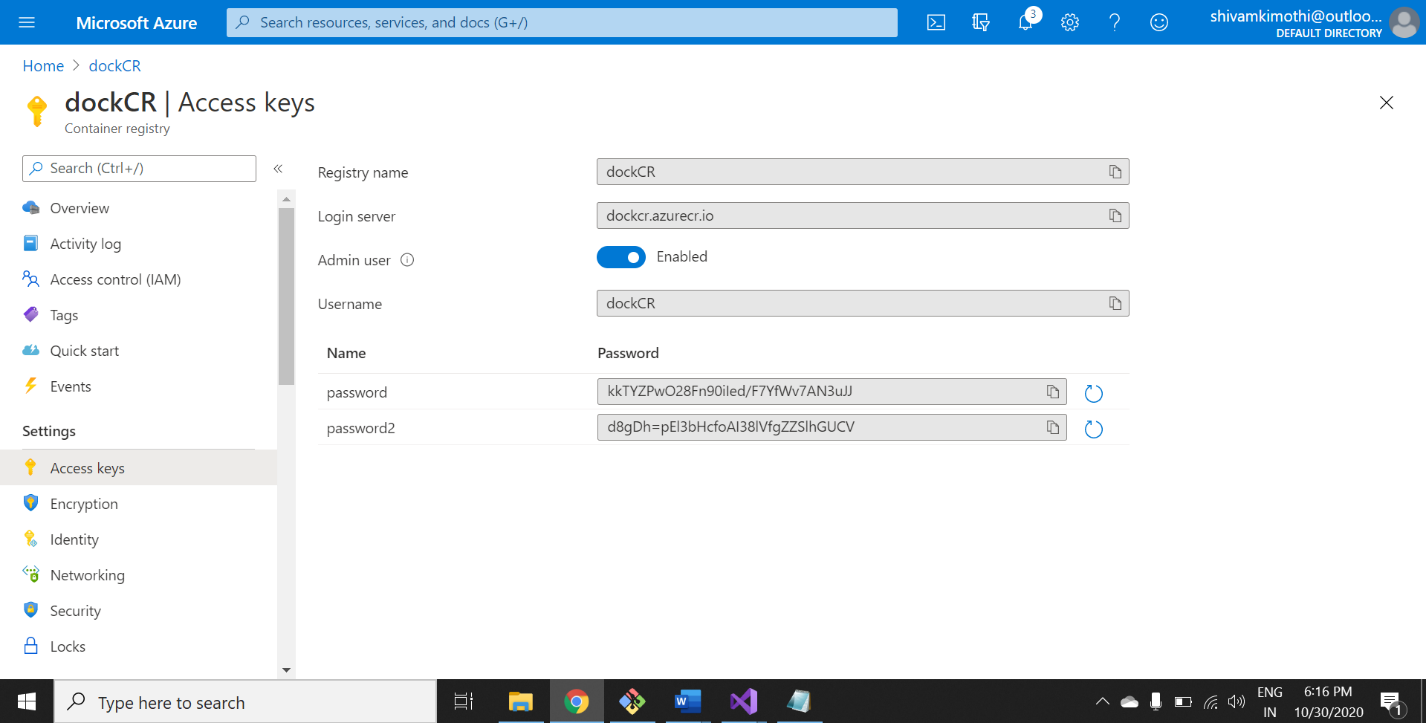 Microsoft Azure
Search resources, services, and docs (G+/)
3
shivamkimothi@outloo...
DEFAULT DIRECTORY
Home > dockCR
dockCR | Access keys
Container registry
Search (Ctrl+/)
«
Overview
Activity log
Access control (IAM)
Tags
Quick start
Events
Settings
Access keys
Encryption
Identity
Networking
Security
Locks
Registry name
dockCR
Login server
dockcr.azurecr.io
Admin user
Enabled
Username
dockCR
Name Password
password
kkTYZPwO28Fn90iled/F7YfWv7AN3uJJ
password2
d8gDh=pEl3bHcfoAI38lVfgZZSlhGUCV
Type here to search
ENG
IN
6:16 PM
10/30/2020
1